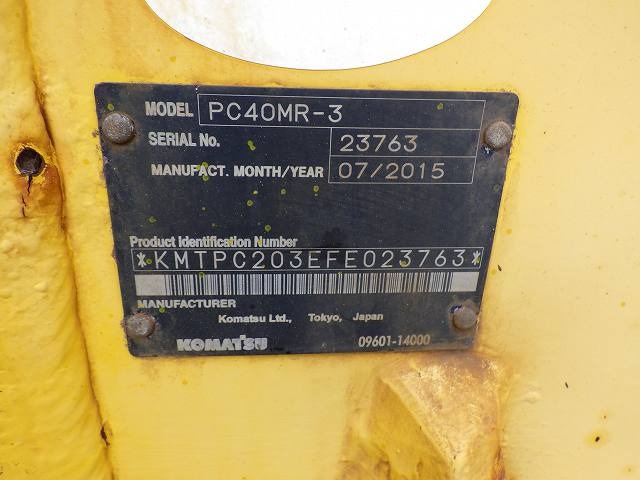 MODEL PC40MR-3
SERIAL No. 23763
MANUFACT. MONTH/YEAR 07/2015
Product Identification Number
*KMTPC203EFE023763*
MANUFACTURER
Komatsu Ltd., Tokyo, Japan
KOMATSU 09601-14000